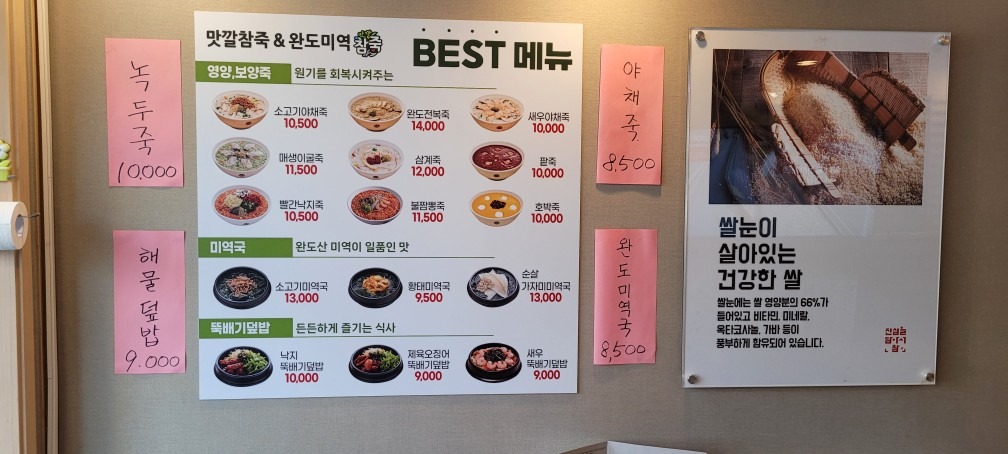 녹두죽
10,000
해물덮밥
9.000
맛깔참죽 & 완도미역 참죽
BEST 메뉴
영양,보양죽 원기를 회복시켜주는
소고기야채죽
10,500
완도전복죽
14,000
새우야채죽
10,000
매생이굴죽
11,500
삼계죽
12,000
팥죽
10,000
빨간낙지죽
10,500
불짬뽕죽
11,500
호박죽
10,000
미역국 완도산 미역이 일품인 맛
소고기미역국
13,000
황태미역국
9,500
순살
가자미미역국
13,000
뚝배기덮밥 든든하게 즐기는 식사
낙지
뚝배기덮밥
10,000
제육오징어
뚝배기덮밥
9,000
새우
뚝배기덮밥
9,000
야채죽
8,500
완도미역국
8,500
쌀눈이
살아있는
건강한 쌀
쌀눈에는 쌀 영양분의 66%가
들어있고 비타민, 미네랄,
옥타코사놀, 가바 등이
풍부하게 함유되어 있습니다.